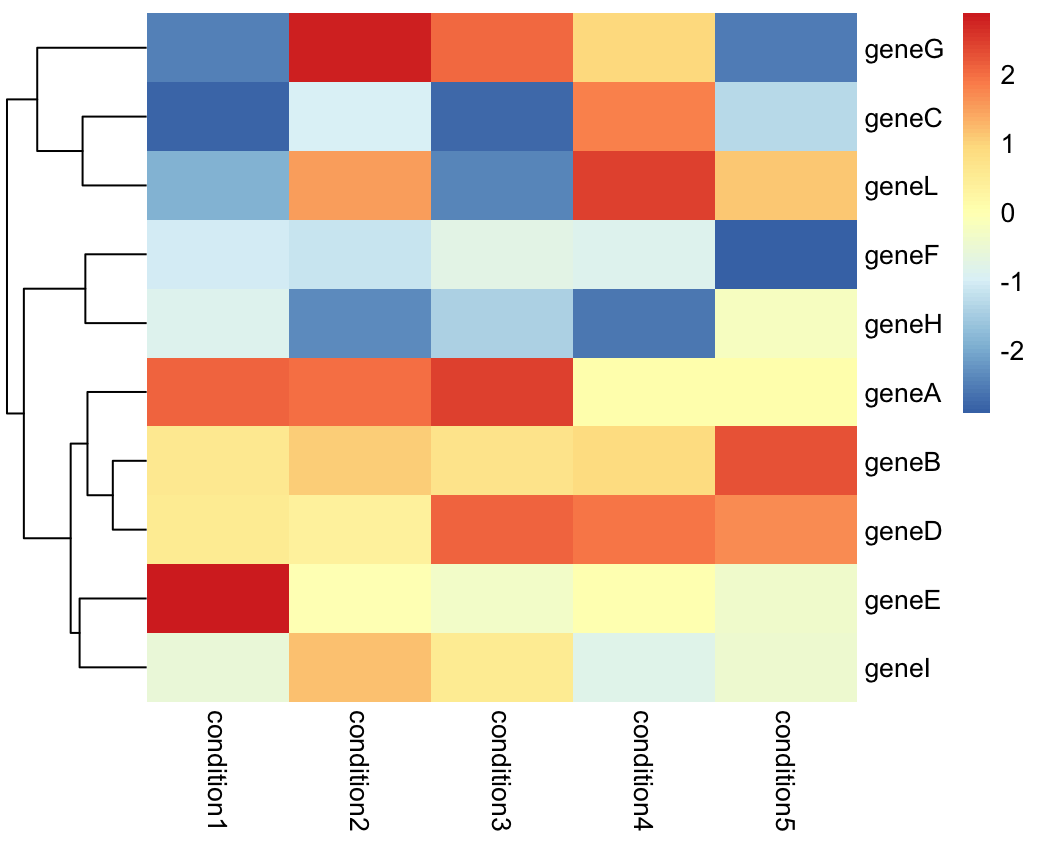 geneG
geneC
geneL
geneF
geneH
geneA
geneB
geneD
geneE
geneI
2
1
0
-1
-2
condition1
condition2
condition3
condition4
condition5